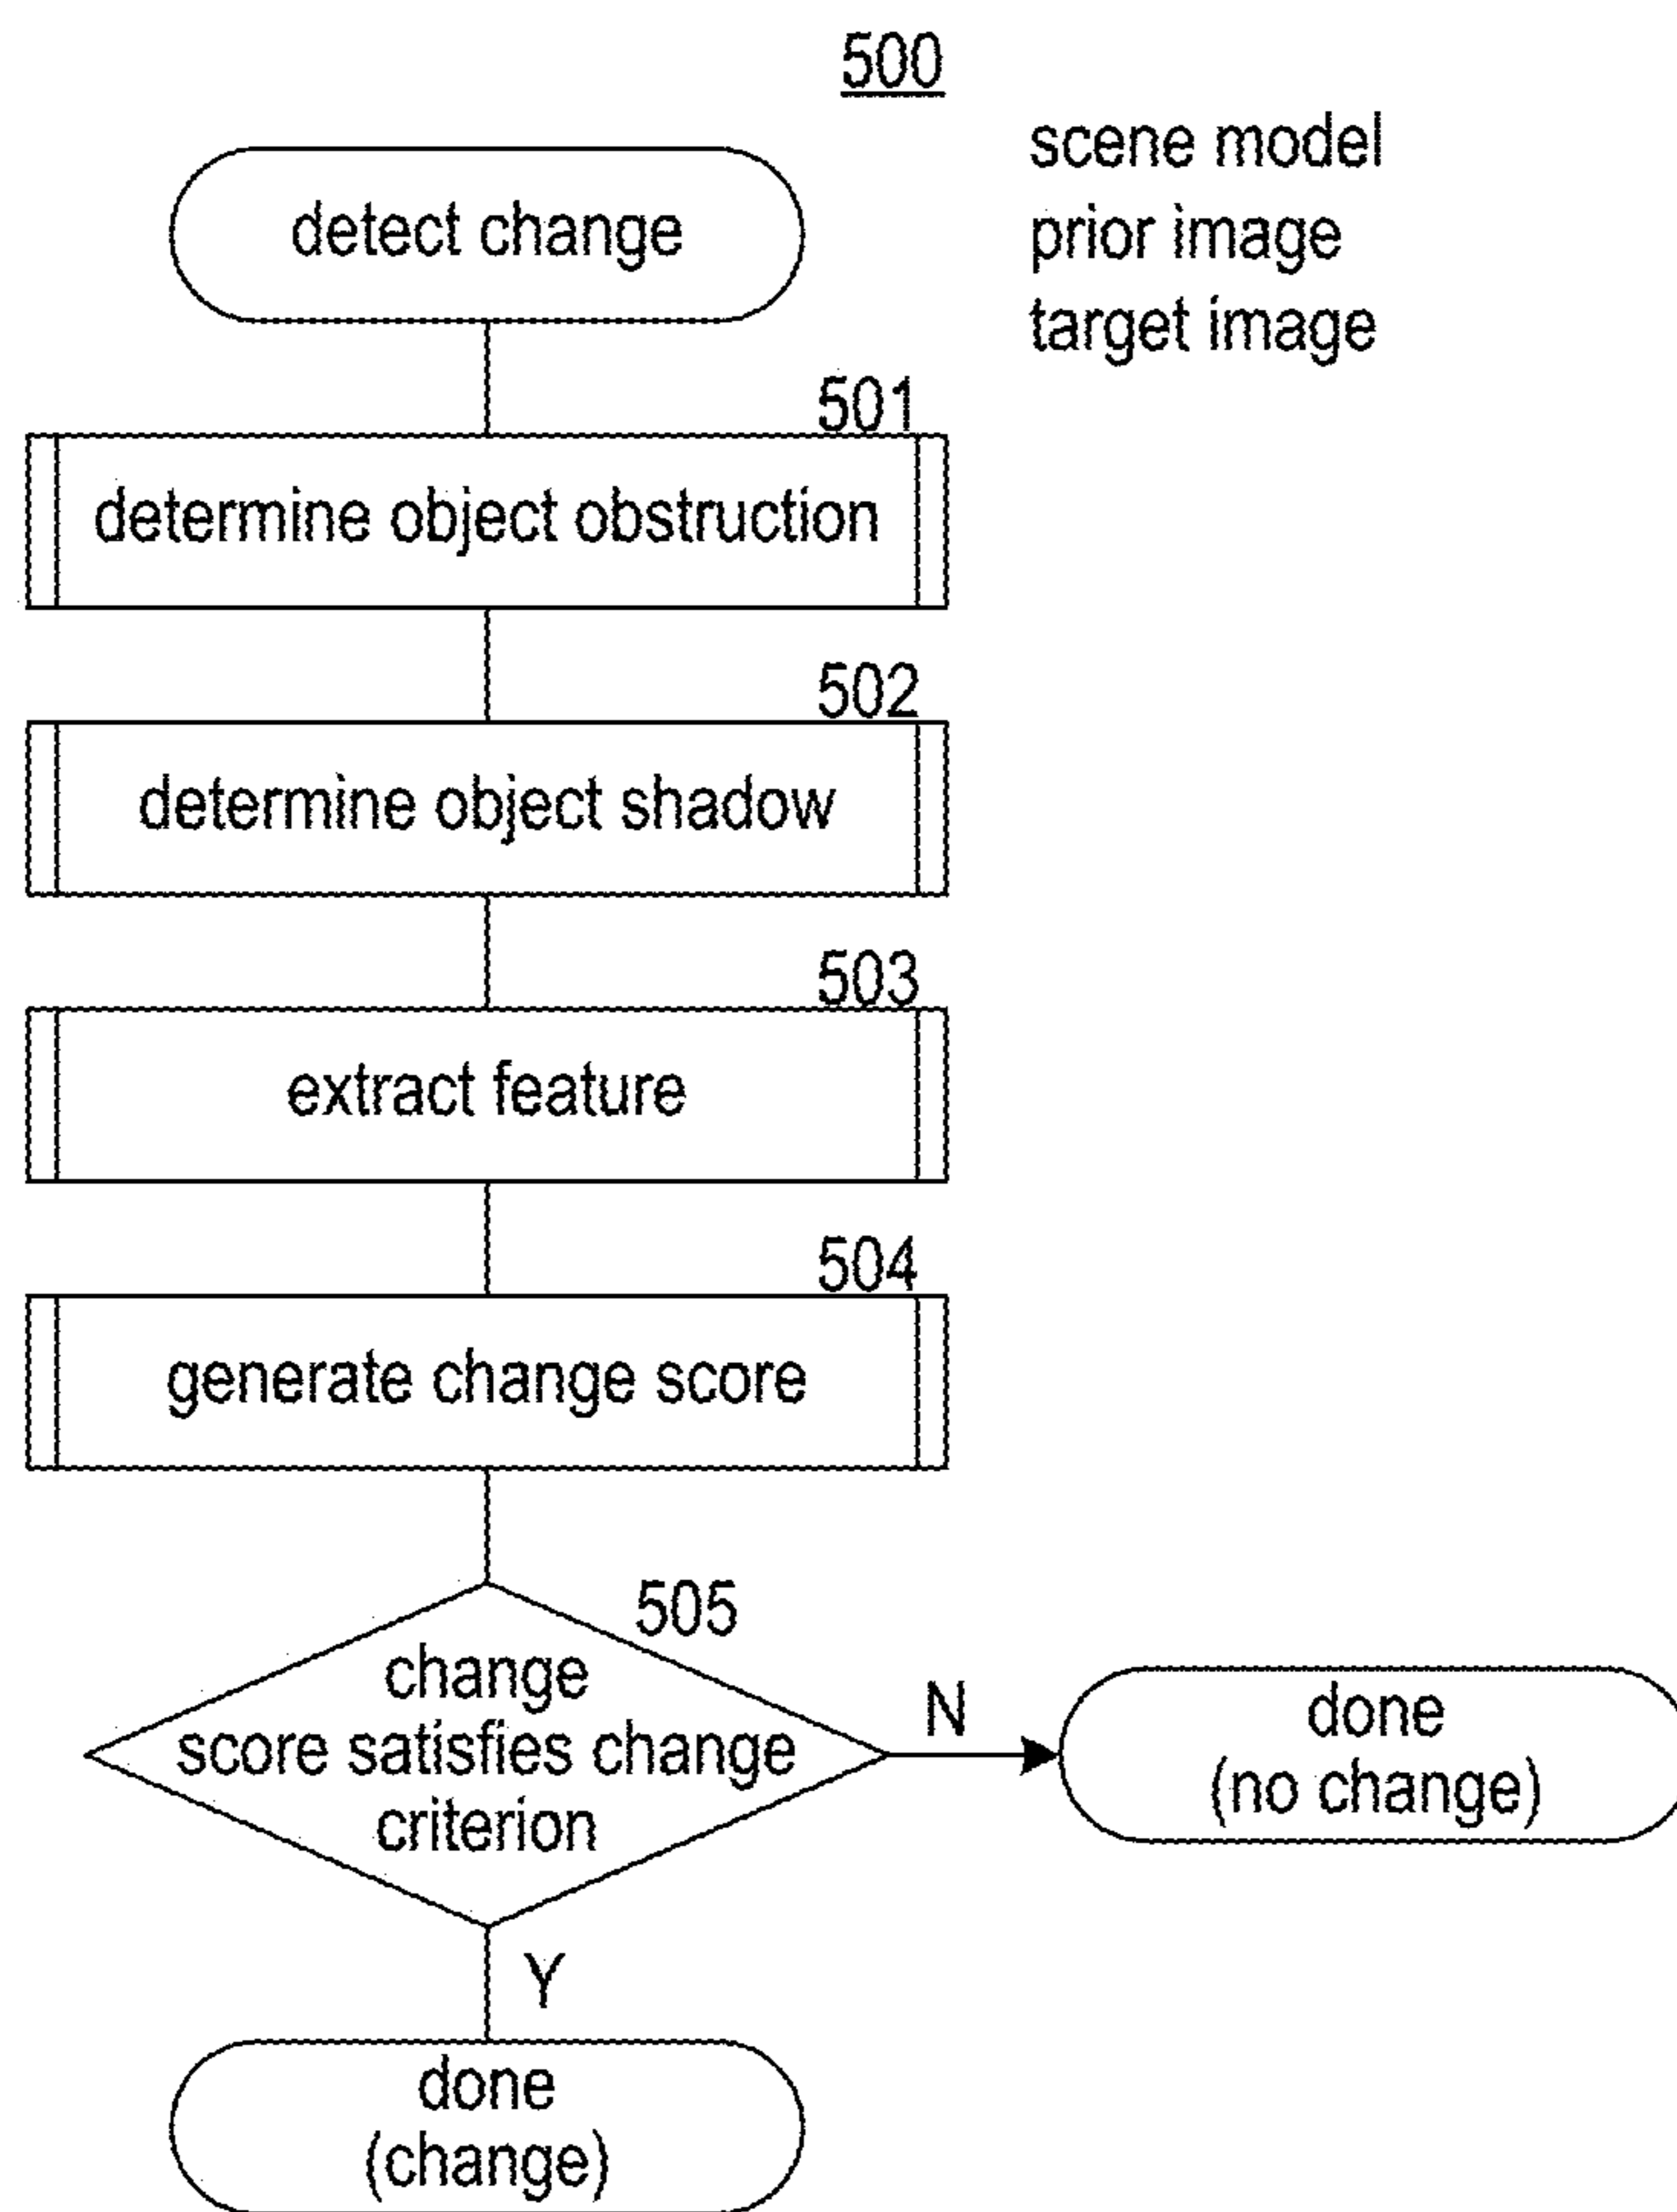 500
scene model
prior image
target image
detect change
501
determine object obstruction
502
determine object shadow
503
extract feature
504
generate change score
505
change
score satisfies change
criterion
N
done
(no change)
Y
done
(change)